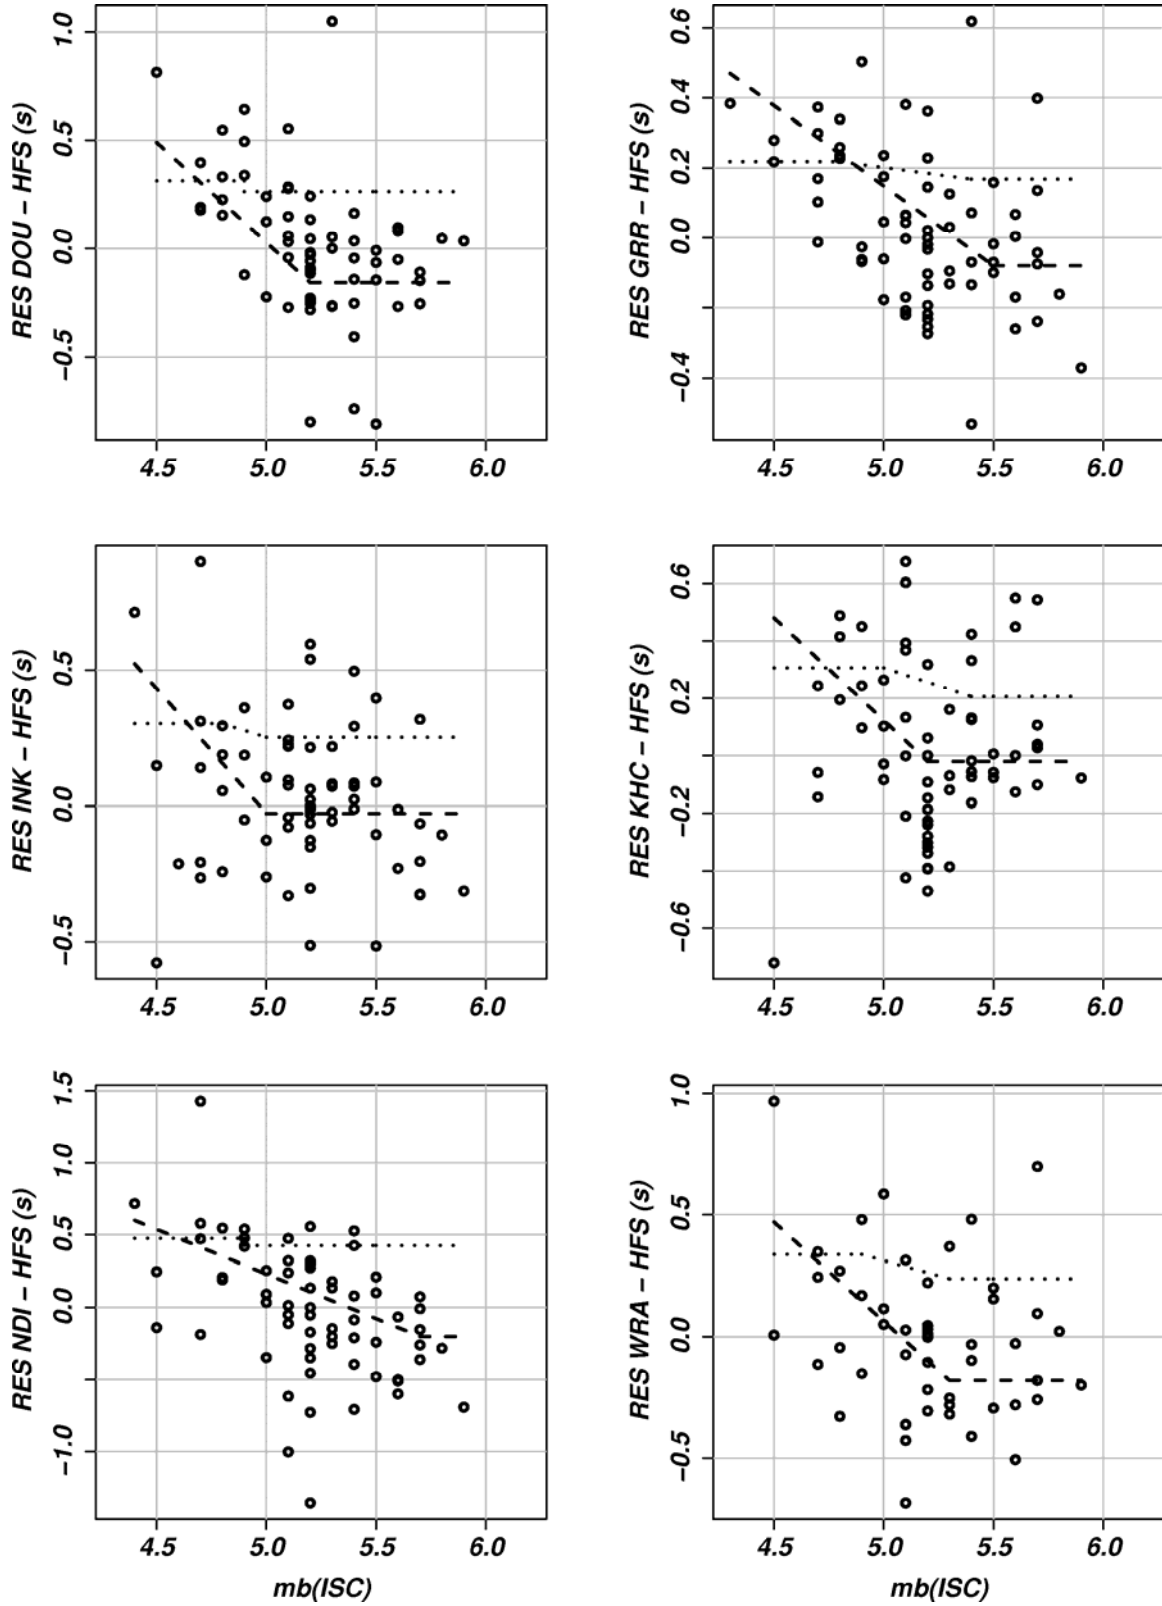 RES DOU – HFS (s)
1.0
0.5
0.0
–0.5
4.5 5.0 5.5 6.0
RES GRR – HFS (s)
0.6
0.4
0.2
0.0
–0.4
4.5 5.0 5.5 6.0
RES INK – HFS (s)
0.5
0.0
–0.5
4.5 5.0 5.5 6.0
RES KHC – HFS (s)
0.6
0.2
–0.2
–0.6
4.5 5.0 5.5 6.0
RES NDI – HFS (s)
1.5
1.0
0.5
0.0
–1.0
4.5 5.0 5.5 6.0
mb(ISC)
RES WRA – HFS (s)
1.0
0.5
0.0
–0.5
4.5 5.0 5.5 6.0
mb(ISC)